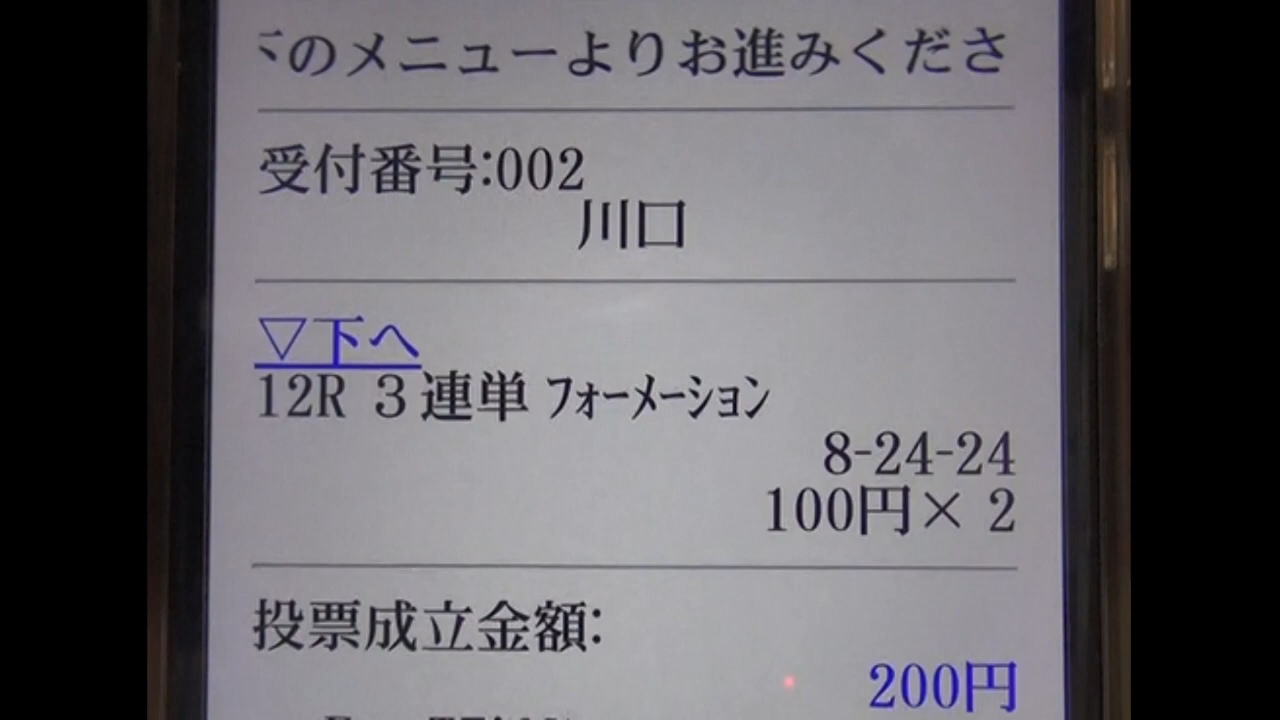 のメニューよりお進みくださ
受付番号:002
川口
▽下へ
12R 3連単 フォーメーション
8-24-24
100円× 2
投票成立金額:
200円